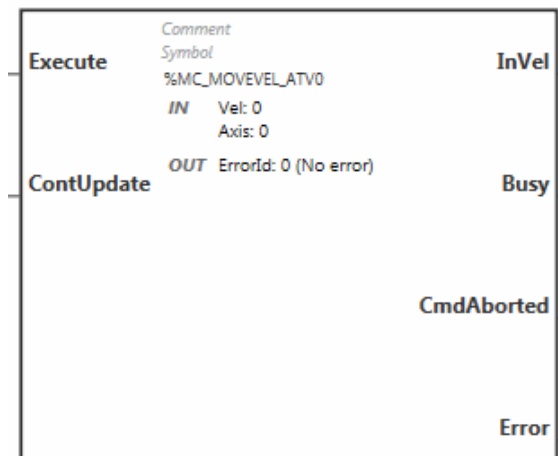 Comment
Execute
Symbol
InVel
%MC_MOVEVEL_ATV0
IN Vel: 0
Axis: 0
OUT ErrorId: 0 (No error)
ContUpdate
Busy
CmdAborted
Error